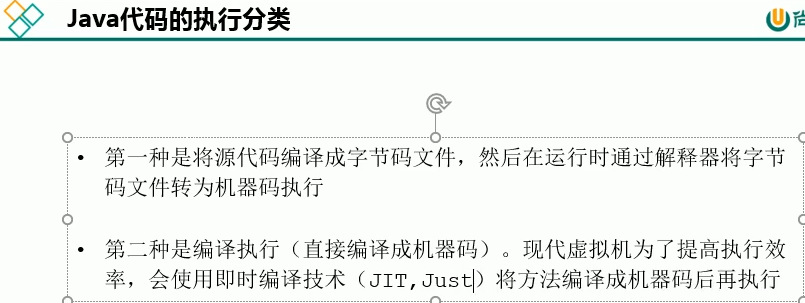 Java代码的执行分类
尚
• 第一种是将源代码编译成字节码文件，然后在运行时通过解释器将字节
码文件转为机器码执行
• 第二种是编译执行（直接编译成机器码）。现代虚拟机为了提高执行效
率，会使用即时编译技术（JIT,Just）将方法编译成机器码后再执行